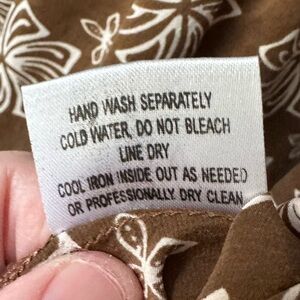 HAND WASH SEPARATELY
COLD WATER, DO NOT BLEACH
LINE DRY
COOL IRON INSIDE OUT AS NEEDED
OR PROFESSIONALLY DRY CLEAN